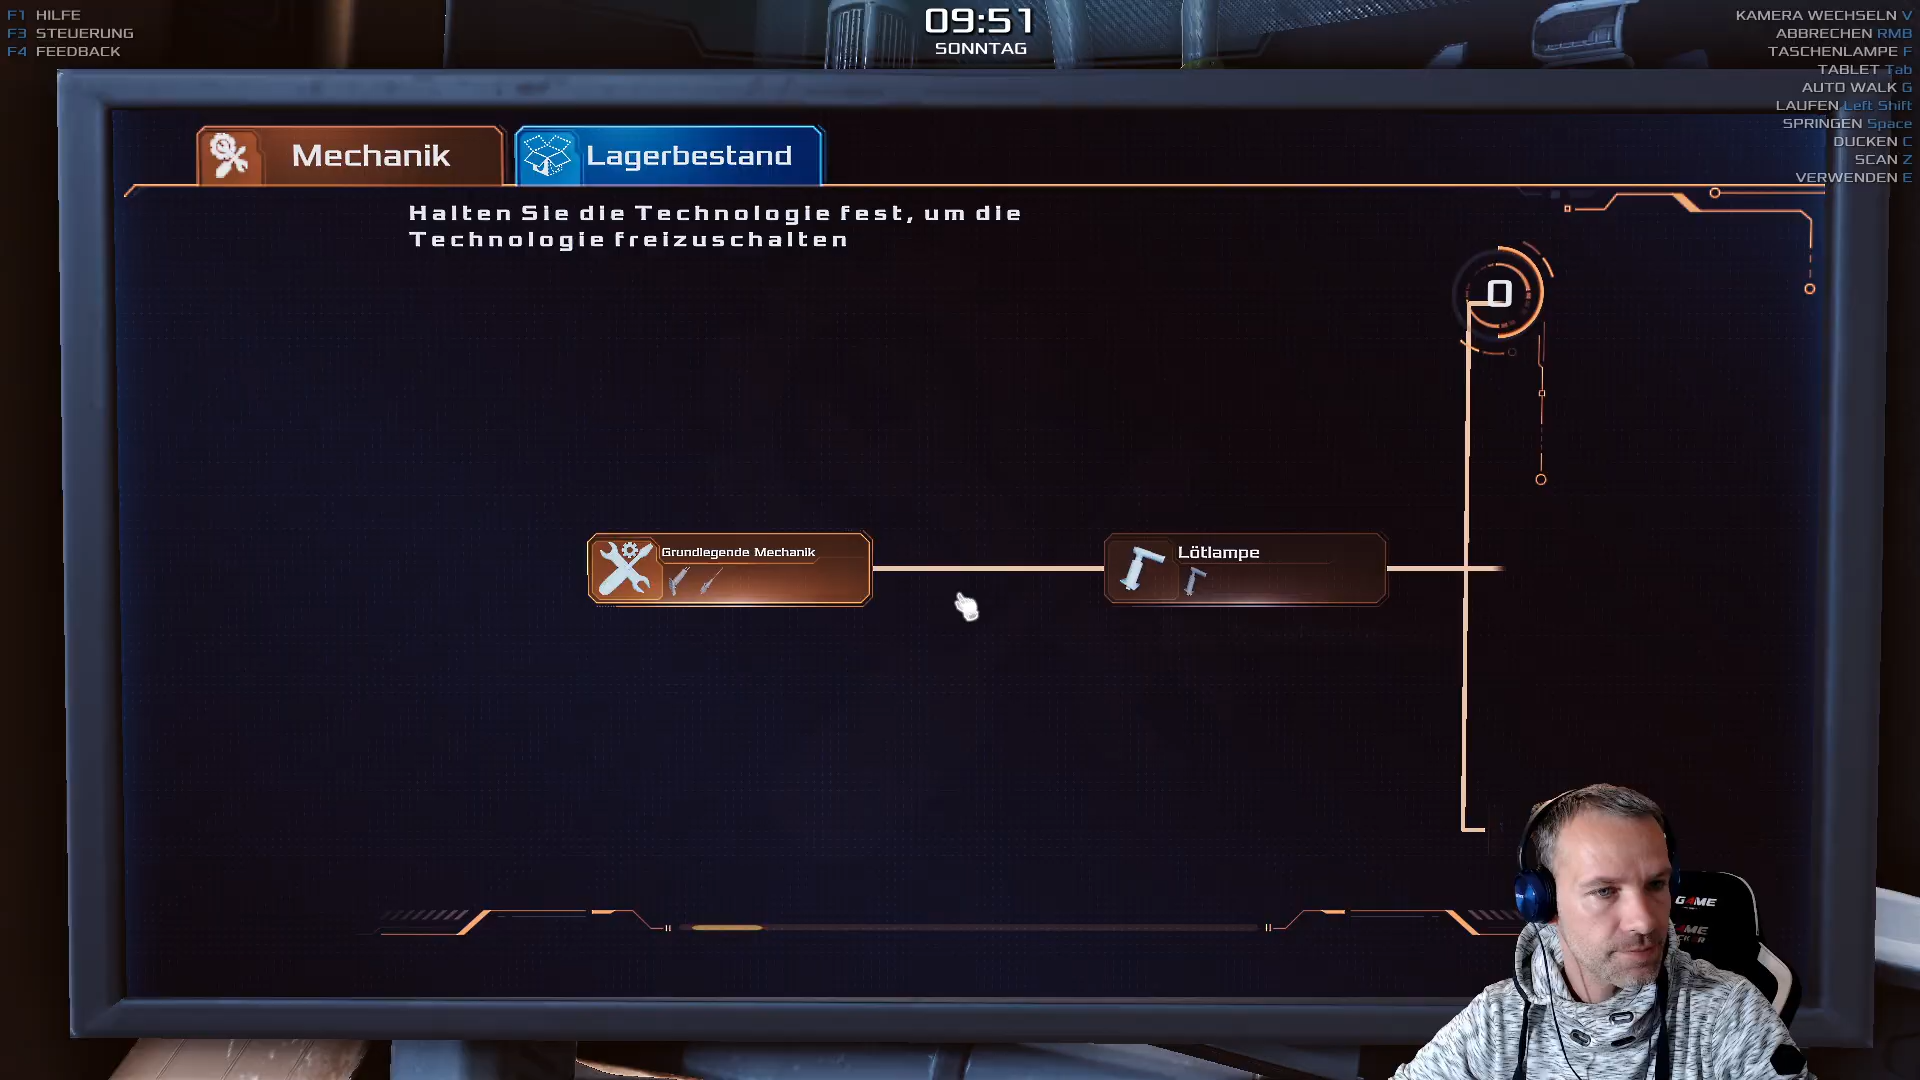 F1 HILFE
F3 STEUERUNG
F4 FEEDBACK
09:51
SONNTAG
KAMERA WECHSELN V
ABBRECHEN RMB
TASCHENLAMPE F
TABLET Tab
AUTO WALK G
LAUFEN Left Shift
SPRINGEN Space
DUCKEN C
SCAN Z
VERWENDEN E
Mechanik
Lagerbestand
Halten Sie die Technologie fest, um die
Technologie freizuschalten
0
Grundlegende Mechanik
Lötlampe
G4ME